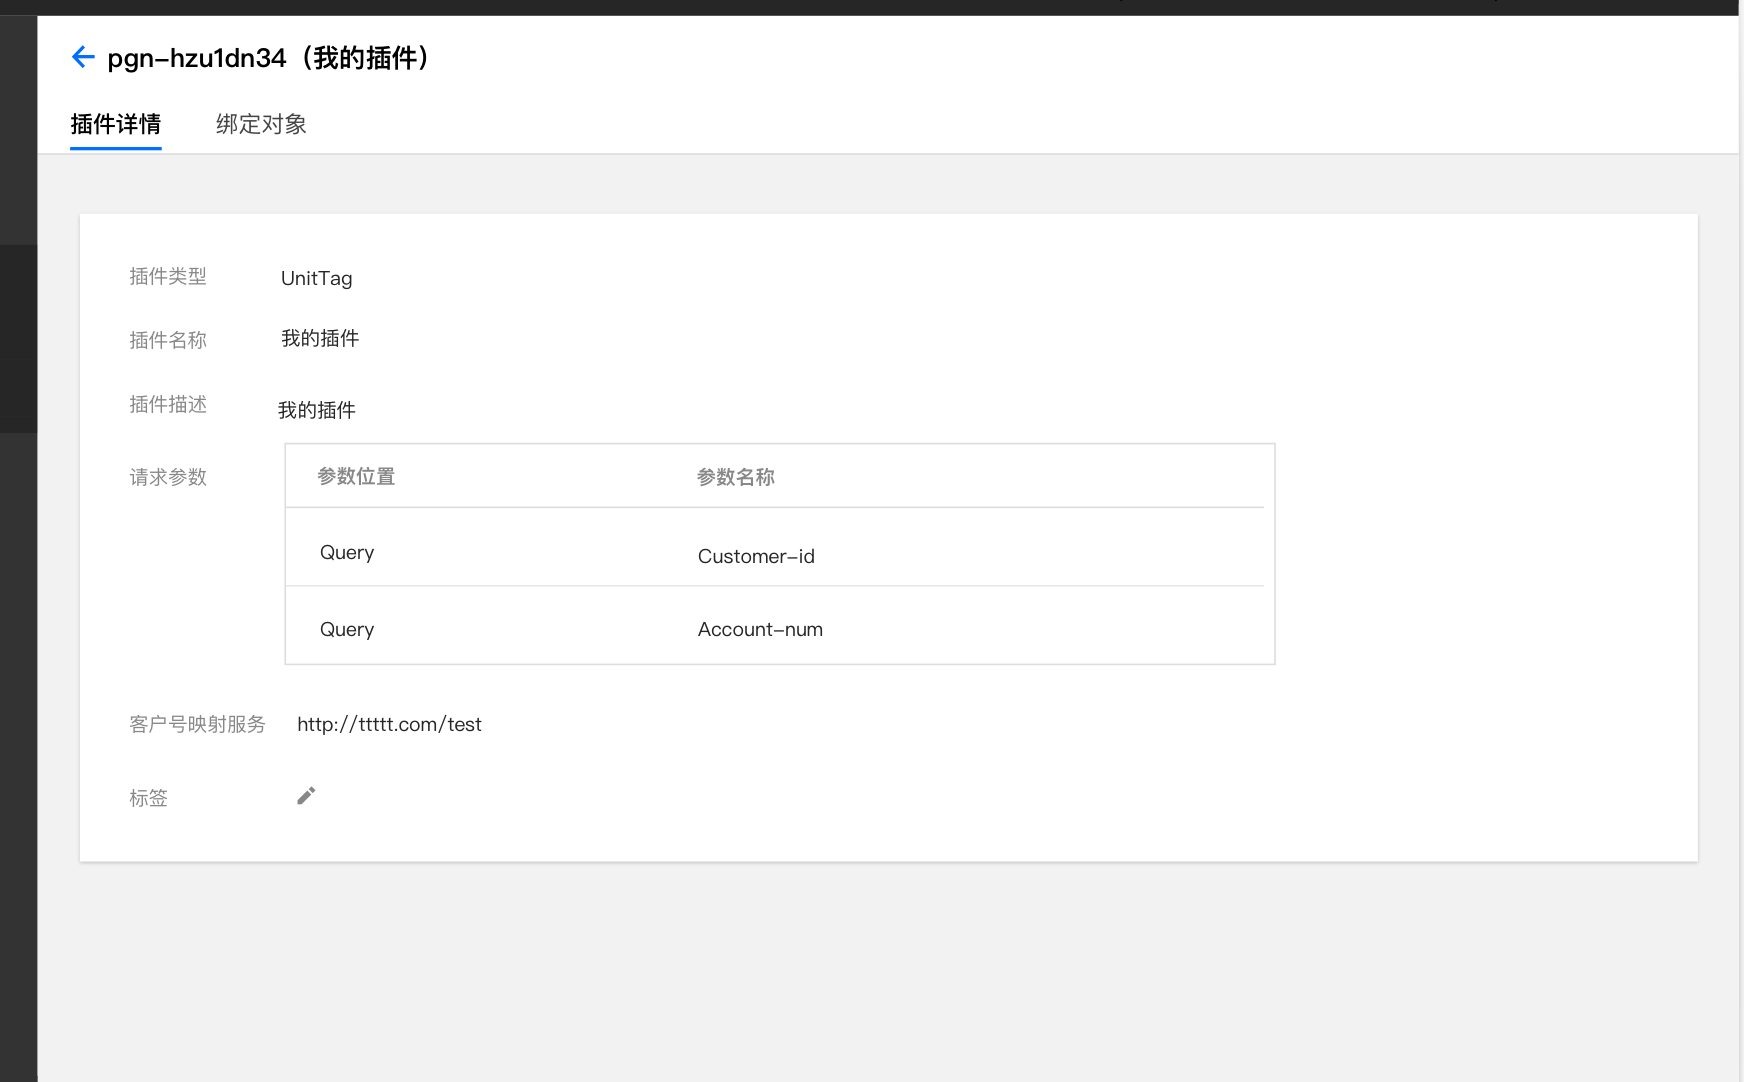 pgn-hzu1dn34（我的插件）
插件详情 绑定对象
插件类型 UnitTag
插件名称 我的插件
插件描述 我的插件
请求参数 参数位置 参数名称
Query Customer-id
Query Account-num
客户号映射服务 http://ttttt.com/test
标签